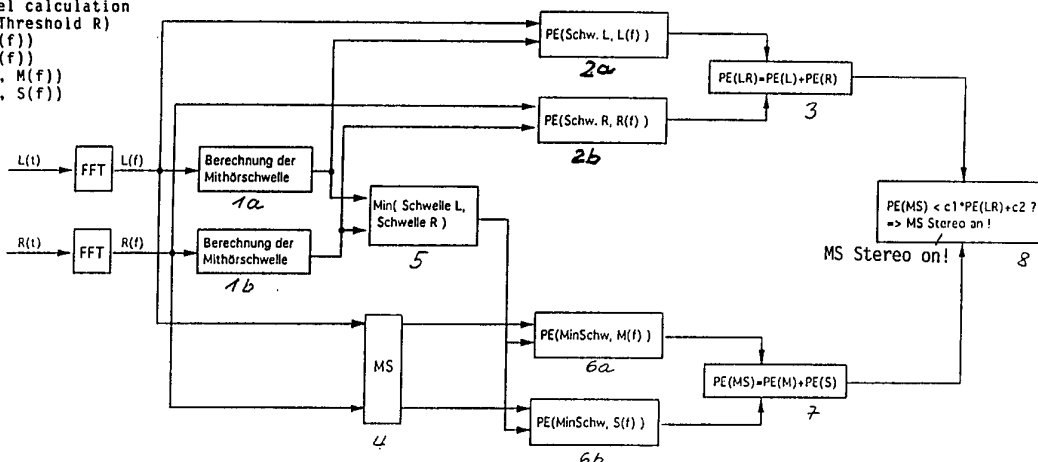 el calculation
Threshold R)
(f))
(f))
, M(f))
, S(f))
PE(Schw. L, L(f) )
2a
PE(LR)=PE(L)+PE(R)
3
PE(Schw. R, R(f) )
2b
L(t)
FFT
L(f)
Berechnung der
Mithörschwelle
1a
Min( Schwelle L,
Schwelle R )
5
PE(MS) < c1*PE(LR)+c2 ?
=> MS Stereo an !
MS Stereo on!
8
R(t)
FFT
R(f)
Berechnung der
Mithörschwelle
1b
MS
4
PE(MinSchw, M(f) )
6a
PE(MS)=PE(M)+PE(S)
7
PE(MinSchw, S(f) )
6b